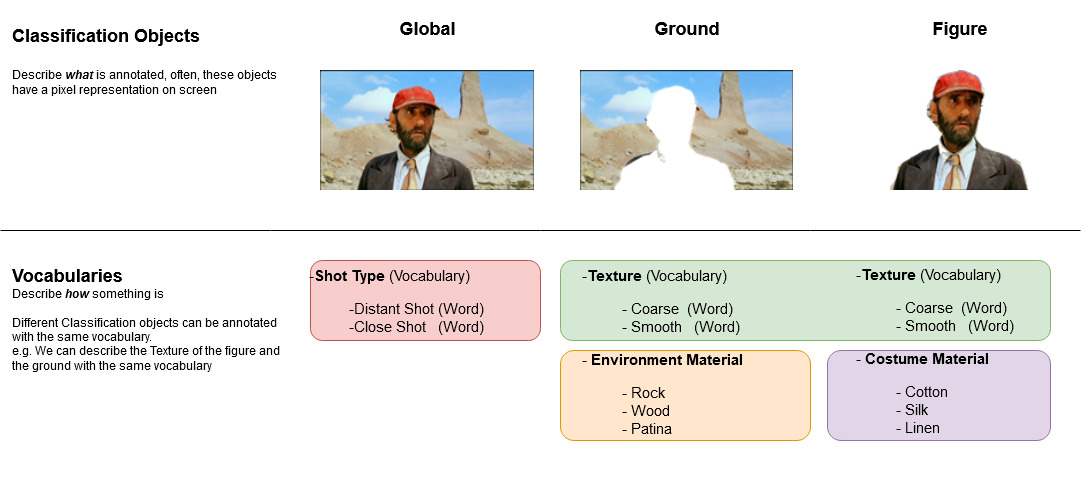 Classification Objects
Global
Ground
Figure
Describe what is annotated, often, these objects
have a pixel representation on screen
Vocabularies
Describe how something is
Different Classification objects can be annotated
with the same vocabulary.
e.g. We can describe the Texture of the figure and
the ground with the same vocabulary
-Shot Type (Vocabulary)
-Distant Shot (Word)
-Close Shot (Word)
-Texture (Vocabulary)
- Coarse (Word)
- Smooth (Word)
-Texture (Vocabulary)
- Coarse (Word)
- Smooth (Word)
- Environment Material
- Rock
- Wood
- Patina
- Costume Material
- Cotton
- Silk
- Linen